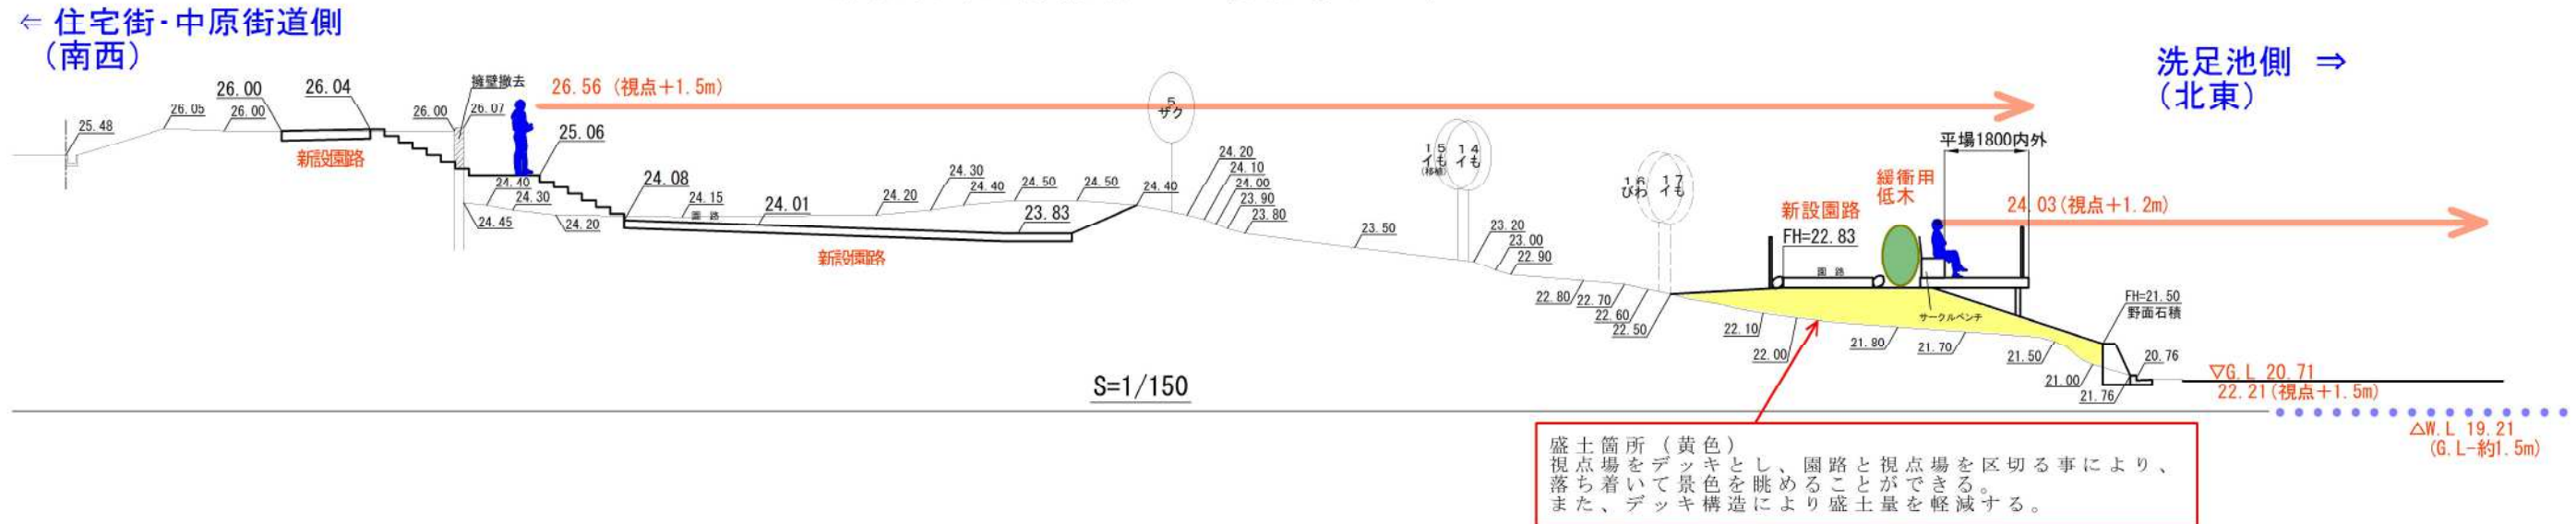 ⇐ 住宅街・中原街道側
(南西)
洗足池側 ⇒
(北東)
25.48
26.05
26.00
26.00
新設園路
26.04
26.00
擁壁撤去
26.07
26.56 (視点+1.5m)
25.06
24.40
24.30
24.45
24.20
24.08
24.15
園路
24.01
新設園路
24.20
24.30
24.40
24.50
23.83
24.50
24.40
5
ザク
24.20
24.10
24.00
23.90
23.80
23.50
15
イも
(移植)
14
イも
23.20
23.00
22.90
16
びわ
17
イも
22.80
22.70
22.60
22.50
新設園路
FH=22.83
園路
緩衝用
低木
平場1800内外
24.03(視点+1.2m)
サークルベンチ
22.10
22.00
21.80
21.70
21.50
21.00
21.76
FH=21.50
野面石積
20.76
▽G.L 20.71
22.21(視点+1.5m)
△W.L 19.21
(G.L-約1.5m)
S=1/150
盛土箇所(黄色)
視点場をデッキとし、園路と視点場を区切る事により、
落ち着いて景色を眺めることができる。
また、デッキ構造により盛土量を軽減する。